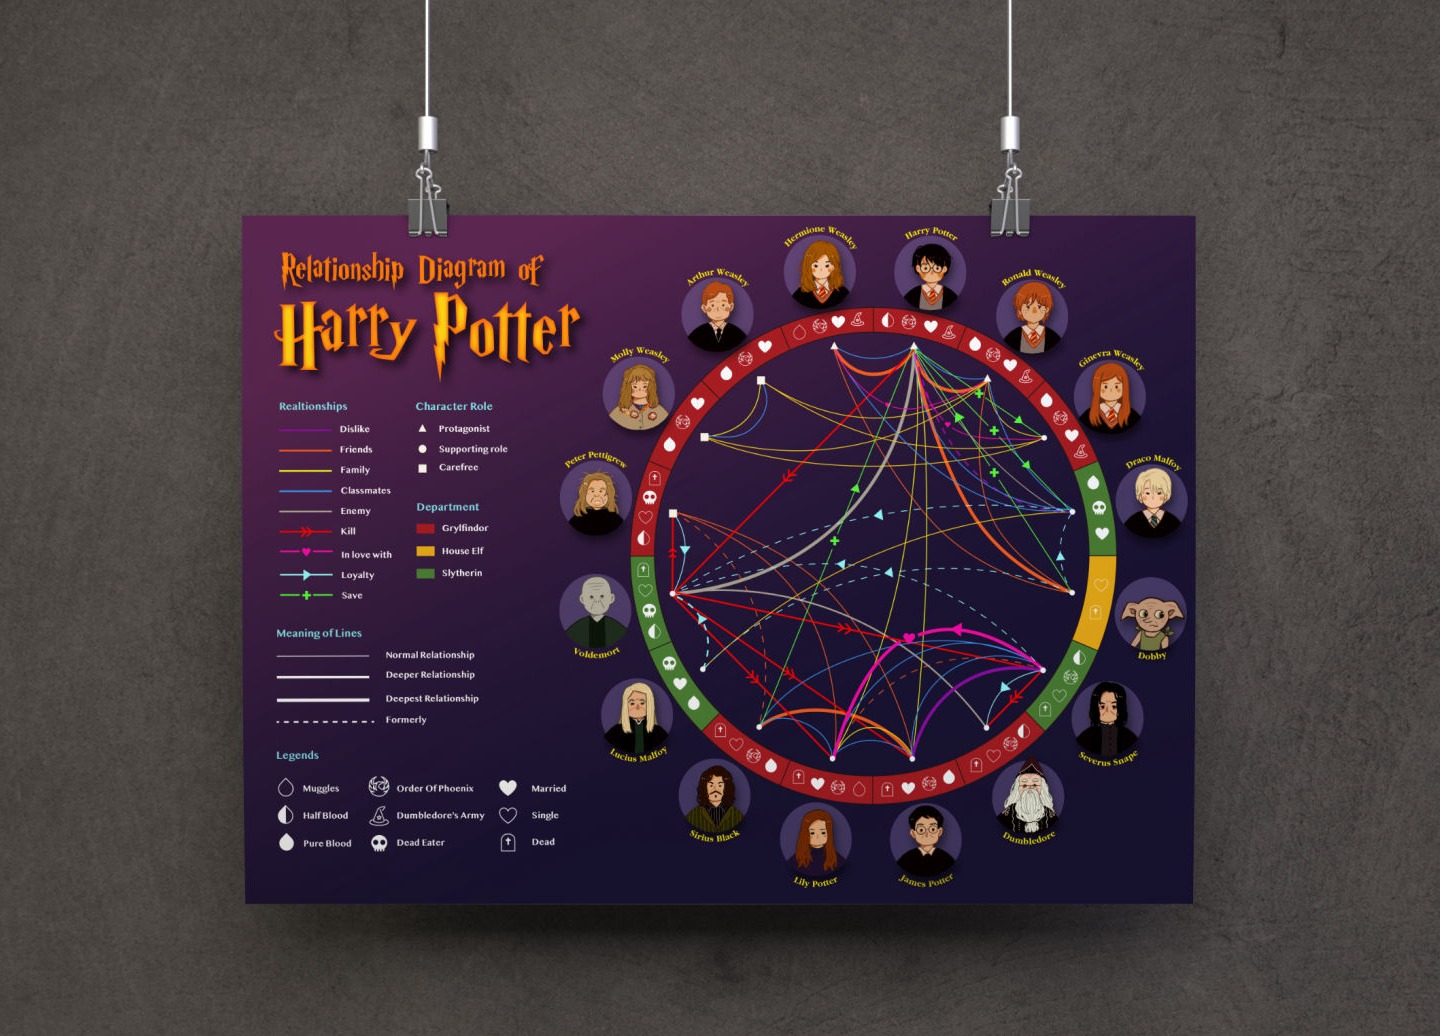 Relationship Diagram of
Harry Potter
Realtionships
Dislike
Friends
Family
Classmates
Enemy
Kill
In love with
Loyalty
Save
Character Role
Protagonist
Supporting role
Carefree
Department
Gryffindor
House Elf
Slytherin
Meaning of Lines
Normal Relationship
Deeper Relationship
Deepest Relationship
Formerly
Legends
Muggles
Half Blood
Pure Blood
Order Of Phoenix
Dumbledore's Army
Dead Eater
Married
Single
Dead
Hermione Weasley
Harry Potter
Ronald Weasley
Ginevra Weasley
Draco Malfoy
Dobby
Severus Snape
Dumbledore
James Potter
Lily Potter
Sirius Black
Lucius Malfoy
Voldemort
Peter Pettigrew
Molly Weasley
Arthur Weasley